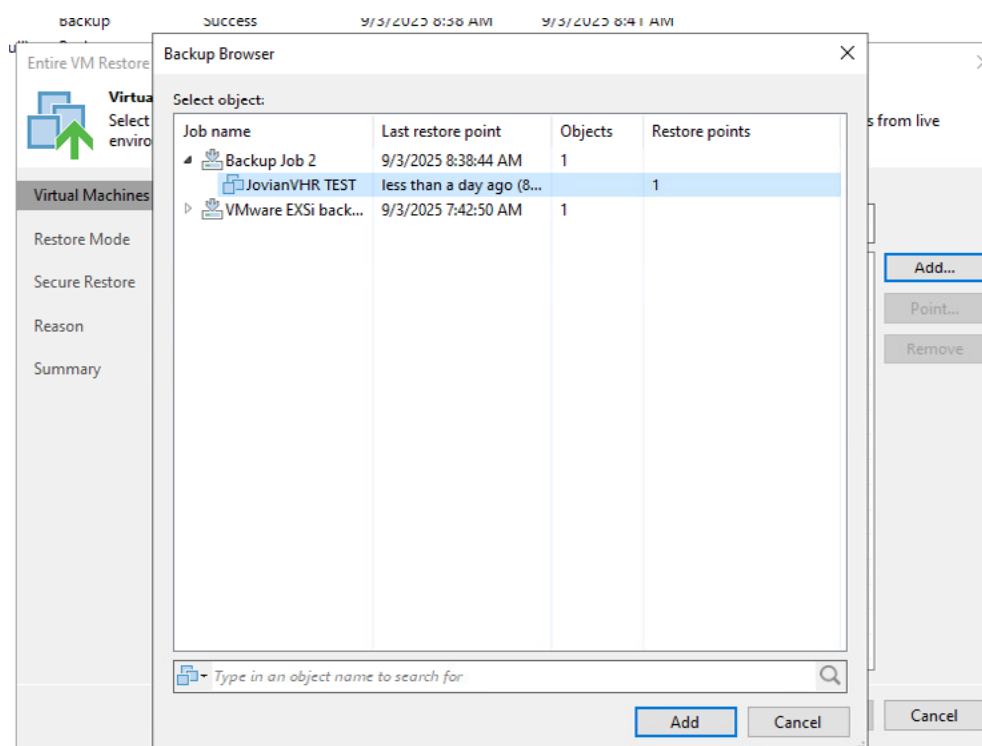 Backup Success 9/3/2025 8:38 AM 9/3/2025 8:41 AM
Entire VM Restore
Backup Browser
Virtua
Select
enviro
s from live
Select object:
Job name Last restore point Objects Restore points
Backup Job 2 9/3/2025 8:38:44 AM 1
JovianVHR TEST less than a day ago (8... 1
VMware EXSi back... 9/3/2025 7:42:50 AM 1
Virtual Machines
Restore Mode
Secure Restore
Reason
Summary
Add...
Point...
Remove
Type in an object name to search for
Add Cancel
Cancel